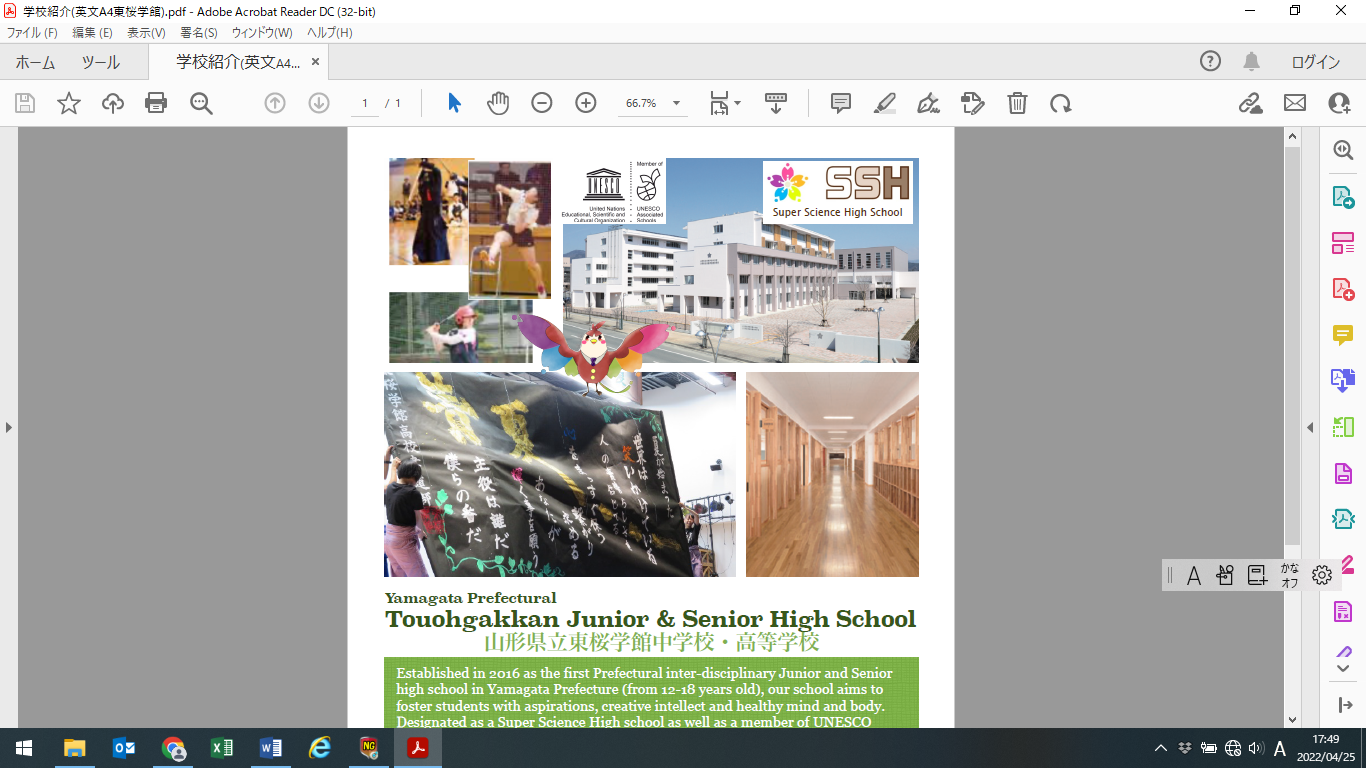 学校紹介(英文A4東桜学館).pdf - Adobe Acrobat Reader DC (32-bit)
ファイル(F) 編集(E) 表示(V) 署名(S) ウィンドウ(W) ヘルプ(H)
ホーム ツール 学校紹介(英文A4... × ログイン
1 / 1 66.7%
UNESCO
Member of
United Nations
Educational, Scientific and
Cultural Organization
UNESCO
Associated
Schools
SSH
Super Science High School
主役は誰だ
僕らの番だ
Yamagata Prefectural
Touohgakkan Junior & Senior High School
山形県立東桜学館中学校・高等学校
Established in 2016 as the first Prefectural inter-disciplinary Junior and Senior
high school in Yamagata Prefecture (from 12-18 years old), our school aims to
foster students with aspirations, creative intellect and healthy mind and body.
Designated as a Super Science High school as well as a member of UNESCO
A かな
オフ
A 17:49
2022/04/25